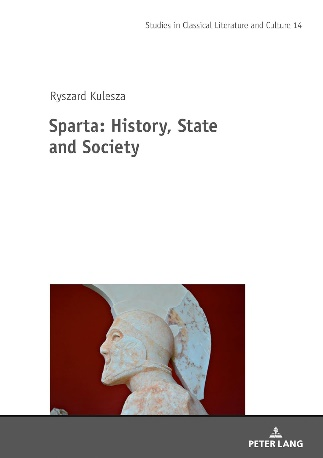 Studies in Classical Literature and Culture 14
Ryszard Kulesza
Sparta: History, State
and Society
PETER LANG